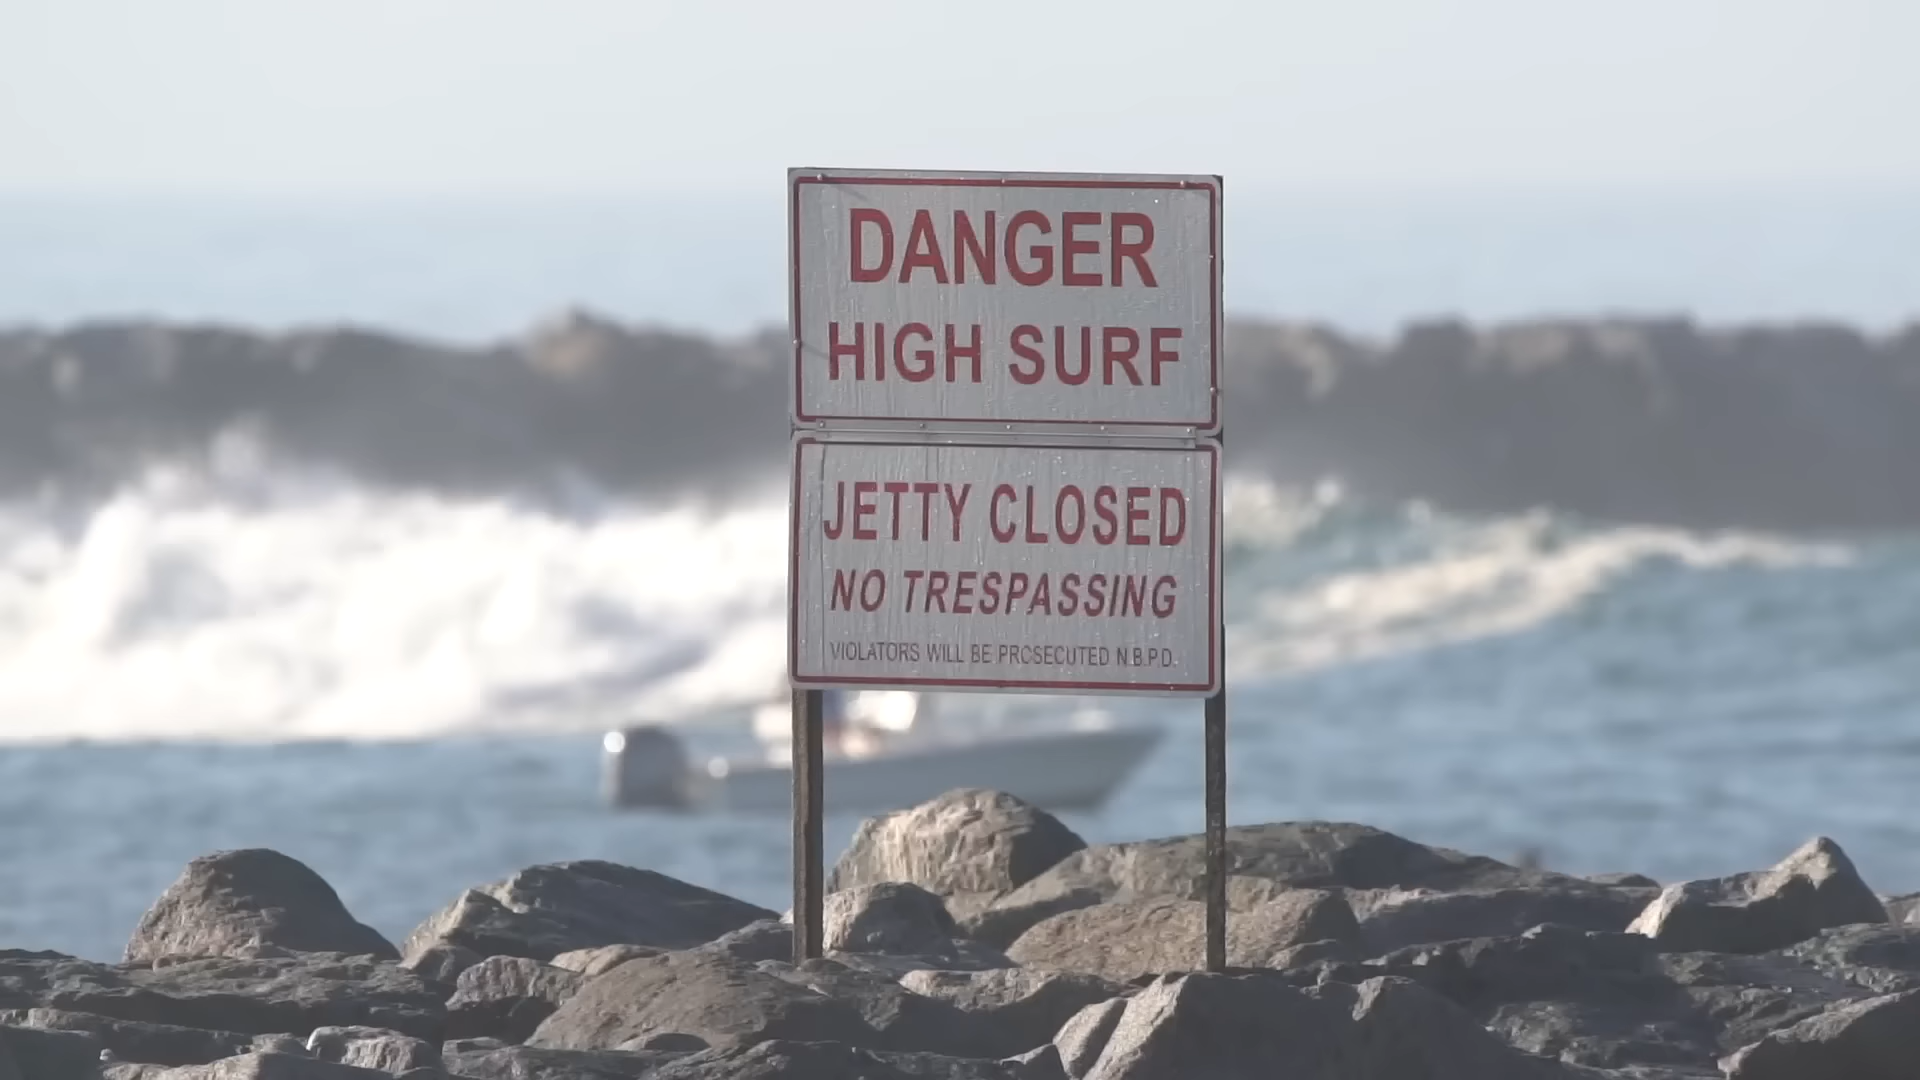 DANGER
HIGH SURF
JETTY CLOSED
NO TRESPASSING
VIOLATORS WILL BE PROSECUTED N.B.P.D.